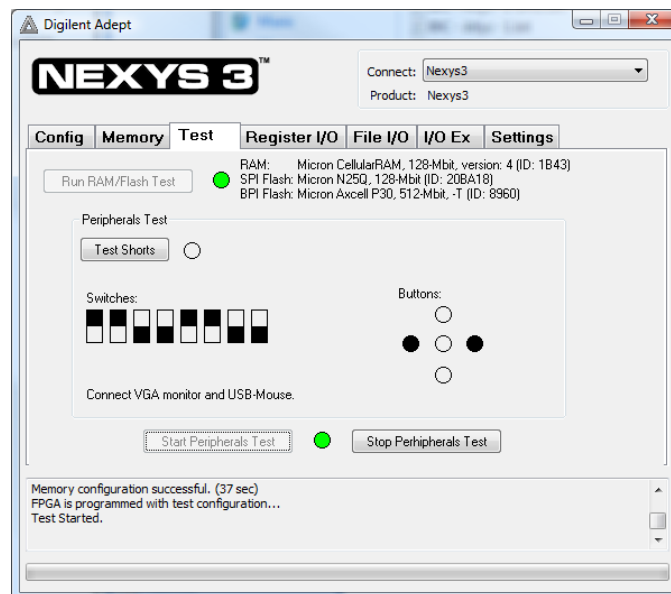 Digilent Adept
NEXYS 3™
Connect: Nexys3
Product: Nexys3
Config Memory Test Register I/O File I/O I/O Ex Settings
Run RAM/Flash Test
RAM: Micron CellularRAM, 128-Mbit, version: 4 (ID: 1B43)
SPI Flash: Micron N25Q, 128-Mbit (ID: 20BA18)
BPI Flash: Micron Axcell P30, 512-Mbit, -T (ID: 8960)
Peripherals Test
Test Shorts
Switches:
Buttons:
Connect VGA monitor and USB-Mouse.
Start Peripherals Test
Stop Perhipherals Test
Memory configuration successful. (37 sec)
FPGA is programmed with test configuration...
Test Started.